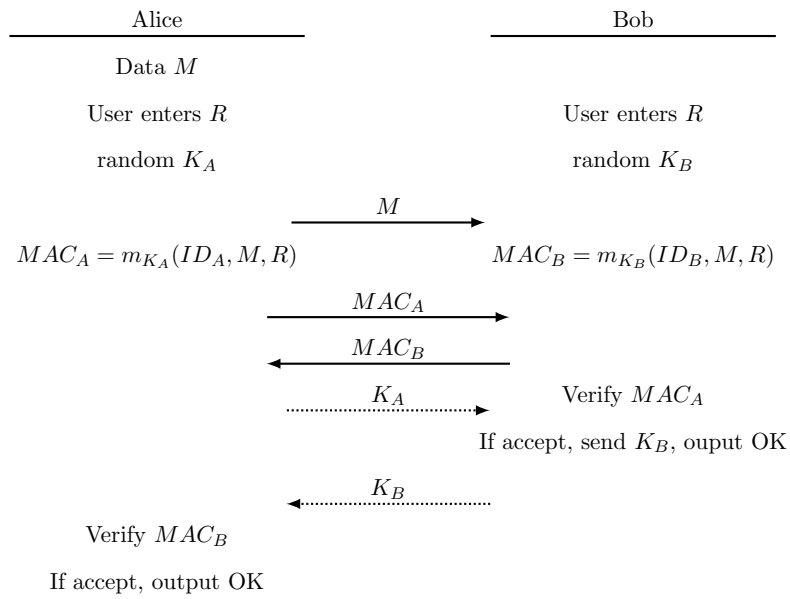 Alice Bob
Data M
User enters R User enters R
random K_A random K_B
M
MAC_A = m_{K_A}(ID_A, M, R) MAC_B = m_{K_B}(ID_B, M, R)
MAC_A
MAC_B
K_A Verify MAC_A
If accept, send K_B, ouput OK
K_B
Verify MAC_B
If accept, output OK